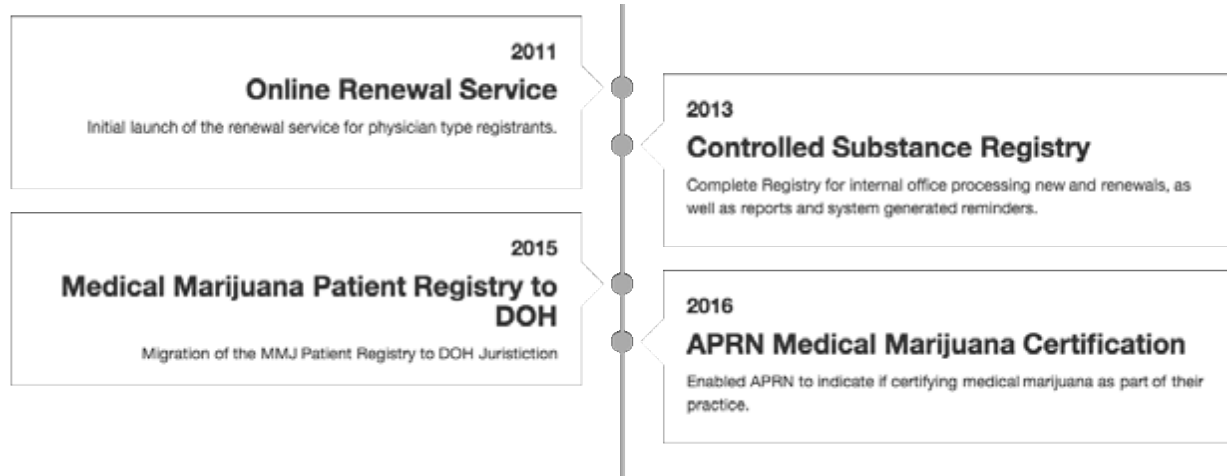 2011
Online Renewal Service
Initial launch of the renewal service for physician type registrants.
2013
Controlled Substance Registry
Complete Registry for internal office processing new and renewals, as
well as reports and system generated reminders.
2015
Medical Marijuana Patient Registry to
DOH
Migration of the MMJ Patient Registry to DOH Juristiction
2016
APRN Medical Marijuana Certification
Enabled APRN to indicate if certifying medical marijuana as part of their
practice.